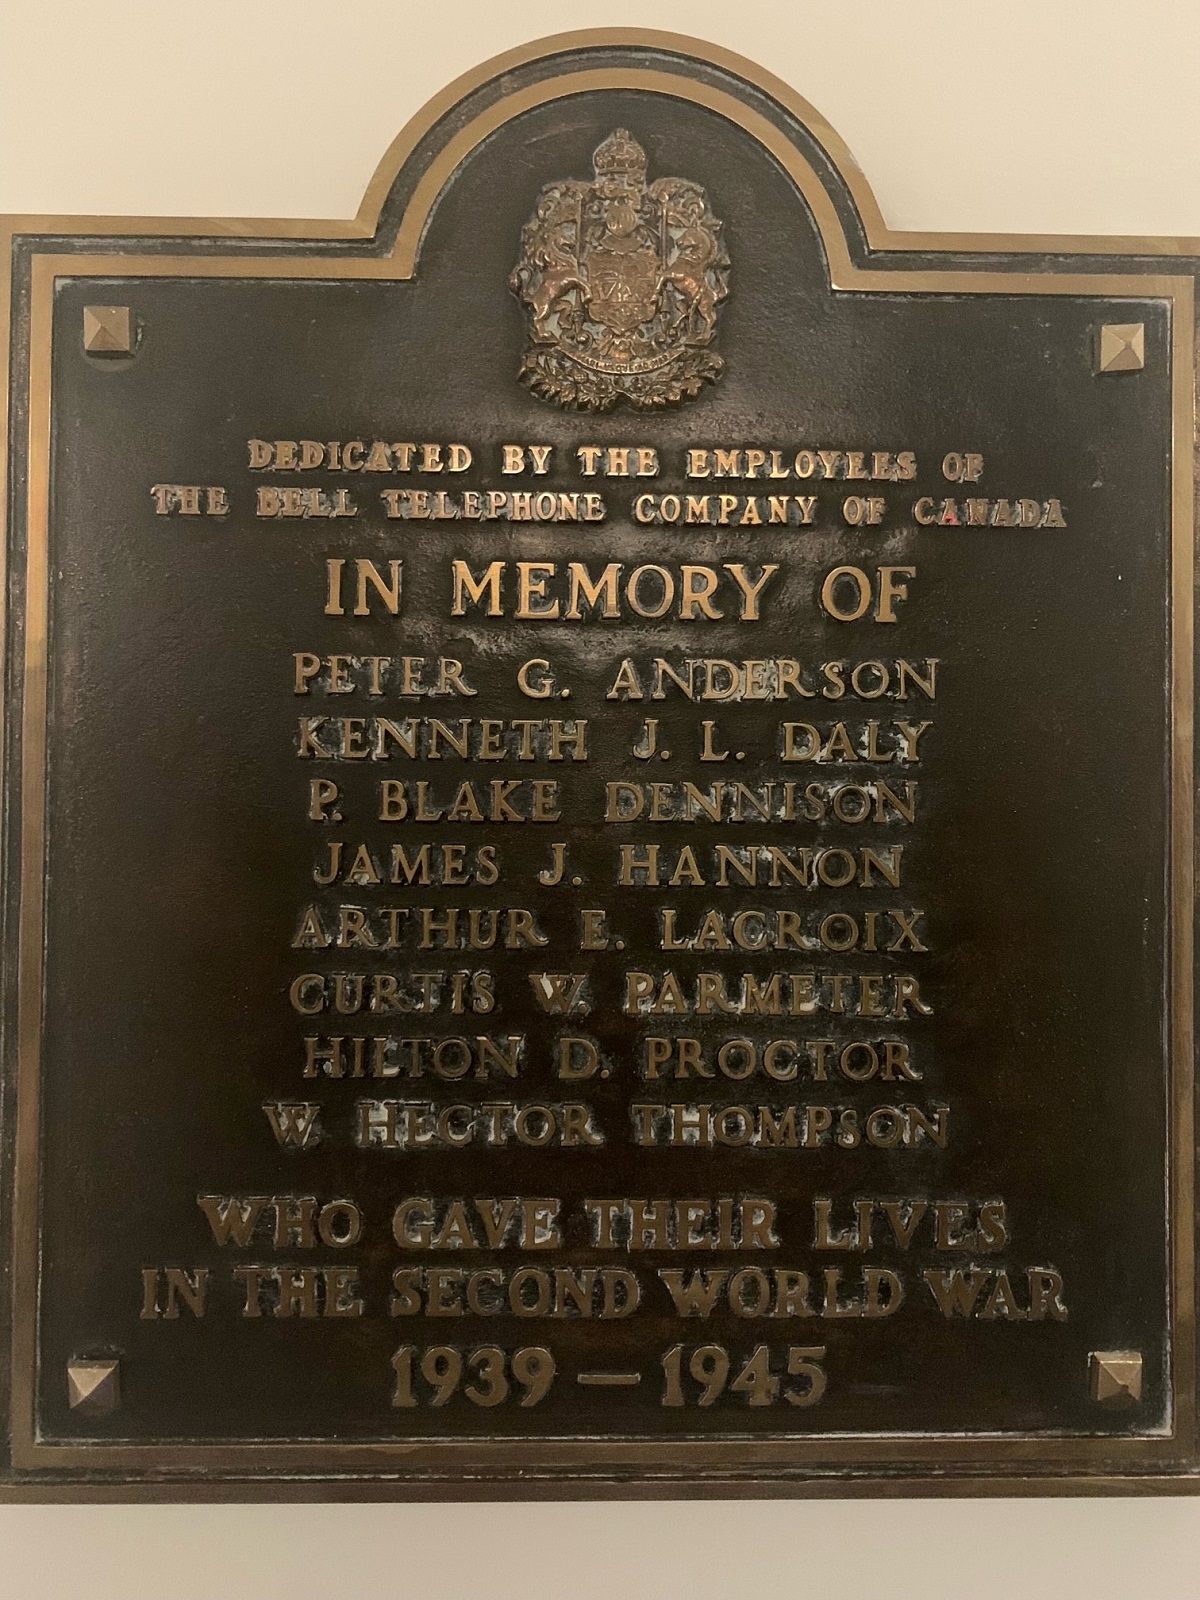 DEDICATED BY THE EMPLOYEES OF
THE BELL TELEPHONE COMPANY OF CANADA
IN MEMORY OF
PETER G. ANDERSON
KENNETH J. L. DALY
P. BLAKE DENNISON
JAMES J. HANNON
ARTHUR E. LACROIX
CURTIS W. PARMETER
HILTON D. PROCTOR
W. HECTOR THOMPSON
WHO GAVE THEIR LIVES
IN THE SECOND WORLD WAR
1939 — 1945